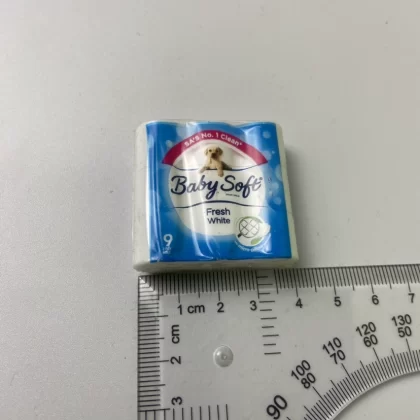 SA's No. 1 Clean*
Baby Soft®
Fresh
White
9
1 cm 2 3 4 5 6 7
1 cm
2
3
90
100 80
110 70
120 60
130 50